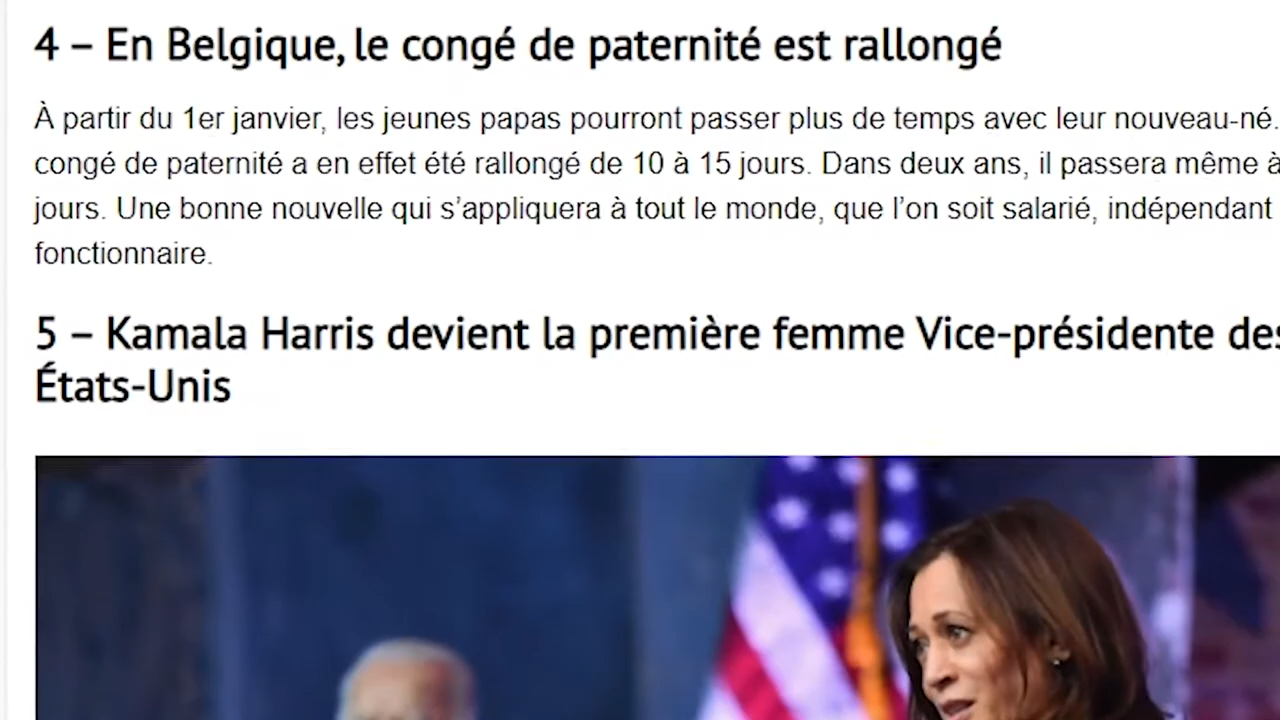 4 – En Belgique, le congé de paternité est rallongé
À partir du 1er janvier, les jeunes papas pourront passer plus de temps avec leur nouveau-né.
congé de paternité a en effet été rallongé de 10 à 15 jours. Dans deux ans, il passera même à
jours. Une bonne nouvelle qui s’appliquera à tout le monde, que l’on soit salarié, indépendant
fonctionnaire.
5 – Kamala Harris devient la première femme Vice-présidente des
États-Unis